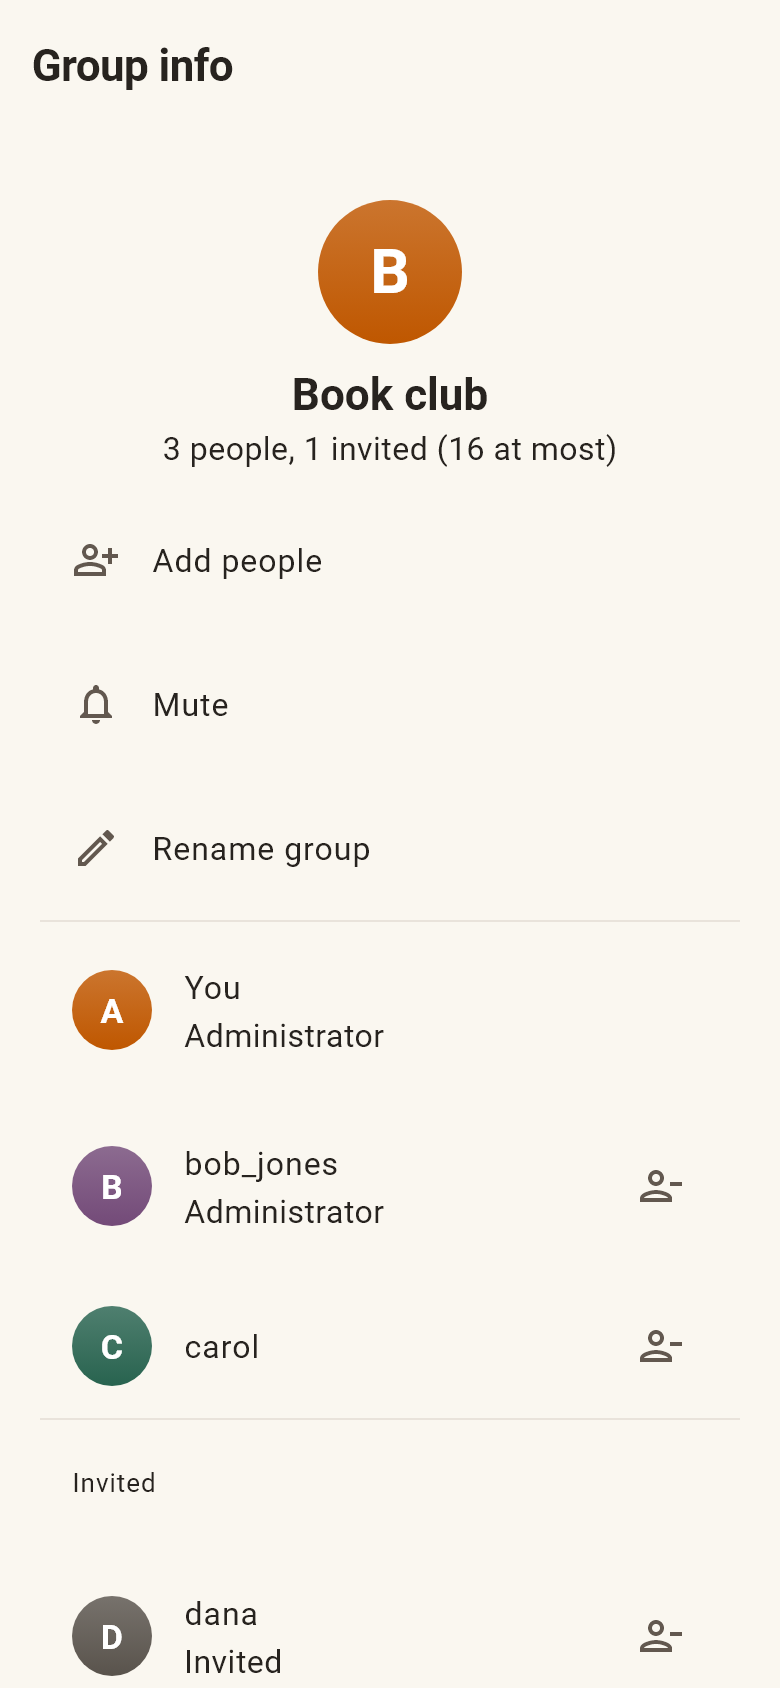 Group info
B
Book club
3 people, 1 invited (16 at most)
Add people
Mute
Rename group
A
You
Administrator
B
bob_jones
Administrator
C
carol
Invited
D
dana
Invited